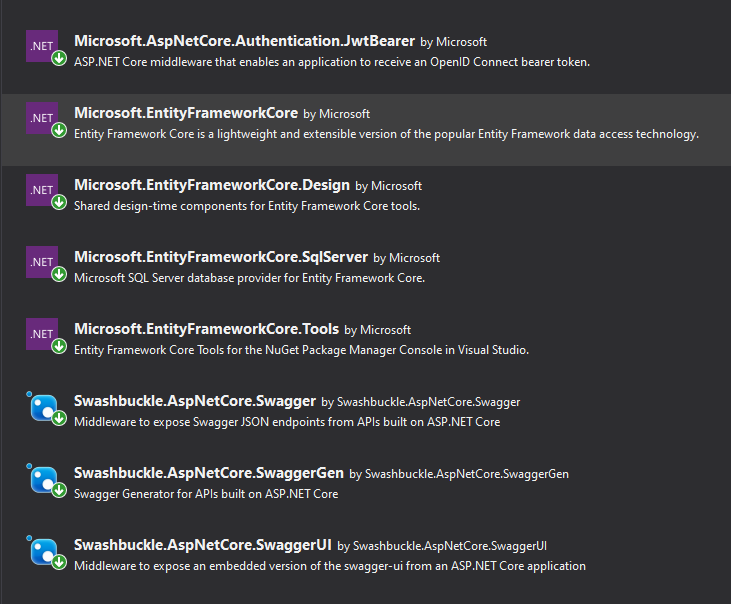 .NET
Microsoft.AspNetCore.Authentication.JwtBearer by Microsoft
ASP.NET Core middleware that enables an application to receive an OpenID Connect bearer token.
.NET
Microsoft.EntityFrameworkCore by Microsoft
Entity Framework Core is a lightweight and extensible version of the popular Entity Framework data access technology.
.NET
Microsoft.EntityFrameworkCore.Design by Microsoft
Shared design-time components for Entity Framework Core tools.
.NET
Microsoft.EntityFrameworkCore.SqlServer by Microsoft
Microsoft SQL Server database provider for Entity Framework Core.
.NET
Microsoft.EntityFrameworkCore.Tools by Microsoft
Entity Framework Core Tools for the NuGet Package Manager Console in Visual Studio.
Swashbuckle.AspNetCore.Swagger by Swashbuckle.AspNetCore.Swagger
Middleware to expose Swagger JSON endpoints from APIs built on ASP.NET Core
Swashbuckle.AspNetCore.SwaggerGen by Swashbuckle.AspNetCore.SwaggerGen
Swagger Generator for APIs built on ASP.NET Core
Swashbuckle.AspNetCore.SwaggerUI by Swashbuckle.AspNetCore.SwaggerUI
Middleware to expose an embedded version of the swagger-ui from an ASP.NET Core application